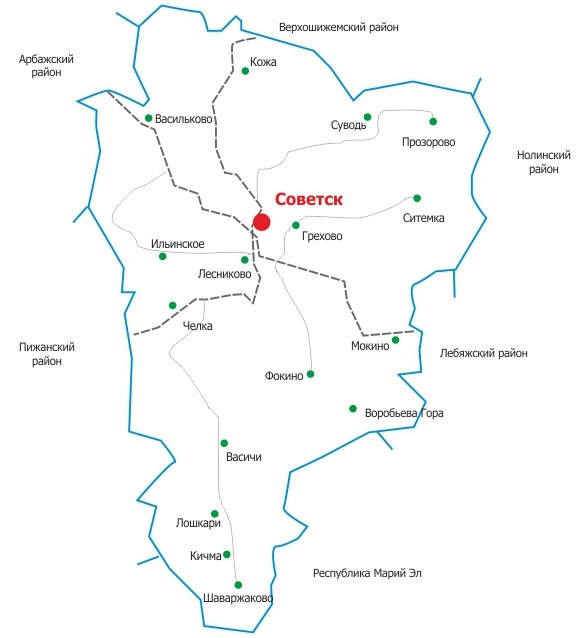 Верхошижемский район
Арбажский
район
Кожа
Васильково
Суводь
Прозорово
Нолинский
район
Советск
Ситемка
Грехово
Ильинское
Лесниково
Челка
Пижанский
район
Мокино
Лебяжский район
Фокино
Воробьева Гора
Васичи
Лошкари
Кичма
Республика Марий Эл
Шаваржаково